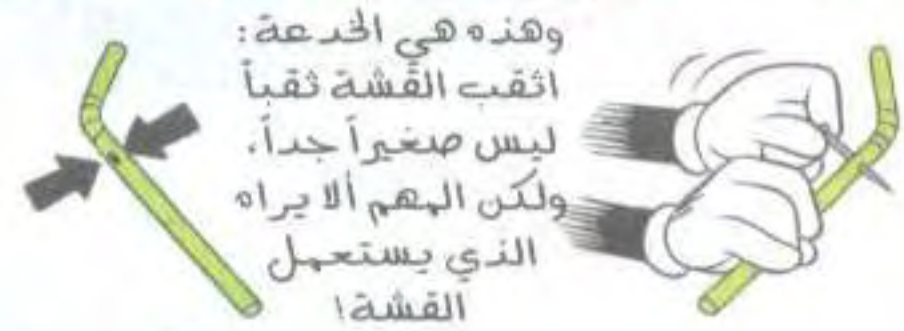 وهذه هي الخدعة:
اثقب القشة ثقباً
ليس صغيراً جداً،
ولكن المهم ألا يراه
الذي يستعمل
القشة!